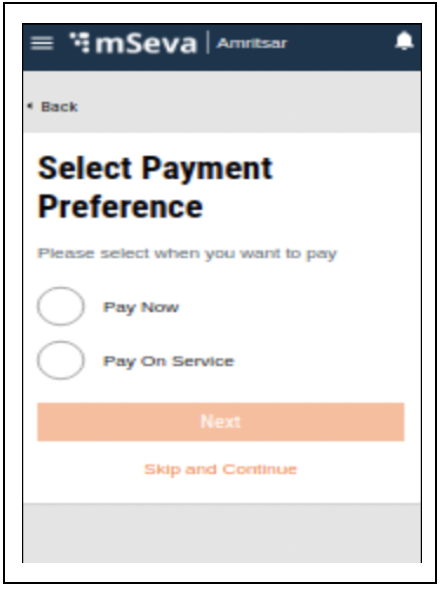 mSeva | Amritsar
Back
Select Payment
Preference
Please select when you want to pay
Pay Now
Pay On Service
Next
Skip and Continue